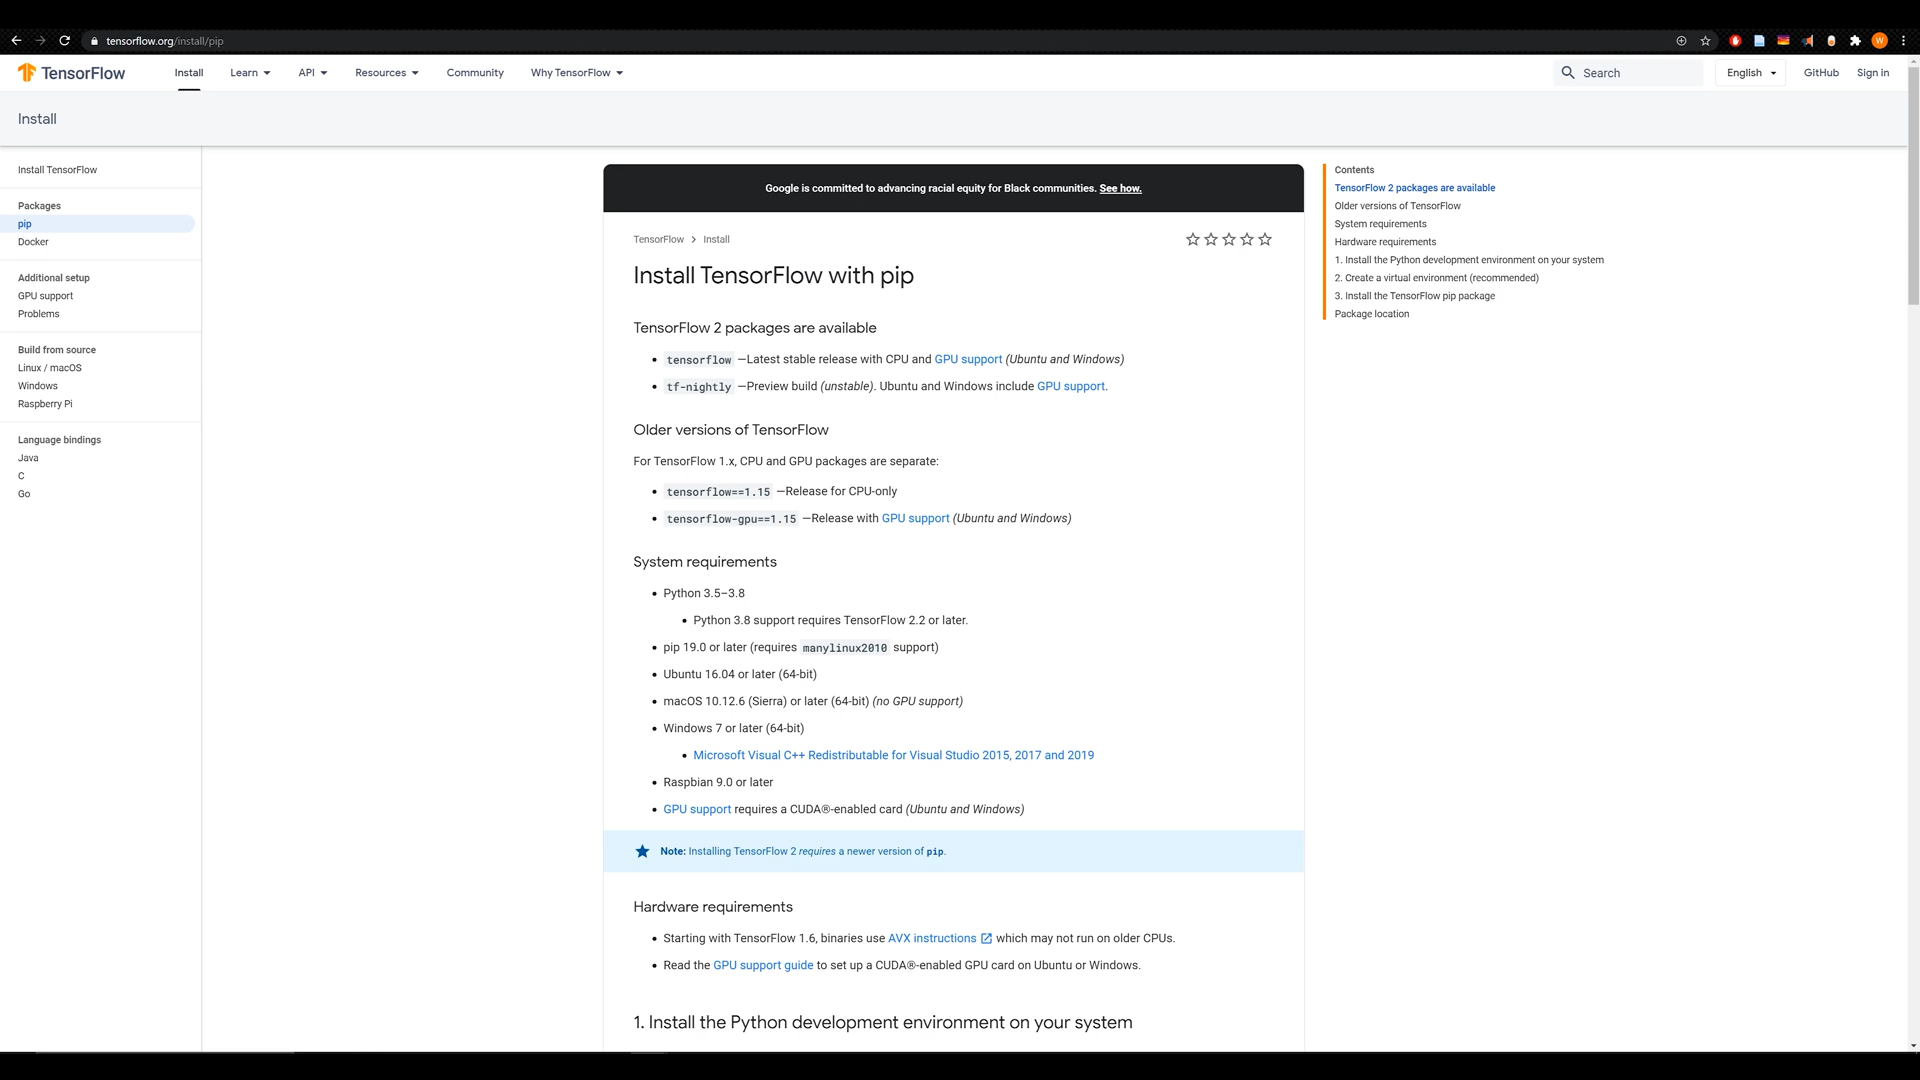 tensorflow.org/install/pip
W
TensorFlow
Install
Learn
API
Resources
Community
Why TensorFlow
Search
English
GitHub
Sign in
Install
Install TensorFlow
Packages
pip
Docker
Additional setup
GPU support
Problems
Build from source
Linux / macOS
Windows
Raspberry Pi
Language bindings
Java
C
Go
Google is committed to advancing racial equity for Black communities. See how.
TensorFlow > Install
Install TensorFlow with pip
TensorFlow 2 packages are available
• tensorflow —Latest stable release with CPU and GPU support (Ubuntu and Windows)
• tf-nightly —Preview build (unstable). Ubuntu and Windows include GPU support.
Older versions of TensorFlow
For TensorFlow 1.x, CPU and GPU packages are separate:
• tensorflow==1.15 —Release for CPU-only
• tensorflow-gpu==1.15 —Release with GPU support (Ubuntu and Windows)
System requirements
• Python 3.5–3.8
• Python 3.8 support requires TensorFlow 2.2 or later.
• pip 19.0 or later (requires manylinux2010 support)
• Ubuntu 16.04 or later (64-bit)
• macOS 10.12.6 (Sierra) or later (64-bit) (no GPU support)
• Windows 7 or later (64-bit)
• Microsoft Visual C++ Redistributable for Visual Studio 2015, 2017 and 2019
• Raspbian 9.0 or later
• GPU support requires a CUDA®-enabled card (Ubuntu and Windows)
Note: Installing TensorFlow 2 requires a newer version of pip.
Hardware requirements
• Starting with TensorFlow 1.6, binaries use AVX instructions which may not run on older CPUs.
• Read the GPU support guide to set up a CUDA®-enabled GPU card on Ubuntu or Windows.
1. Install the Python development environment on your system
Contents
TensorFlow 2 packages are available
Older versions of TensorFlow
System requirements
Hardware requirements
1. Install the Python development environment on your system
2. Create a virtual environment (recommended)
3. Install the TensorFlow pip package
Package location